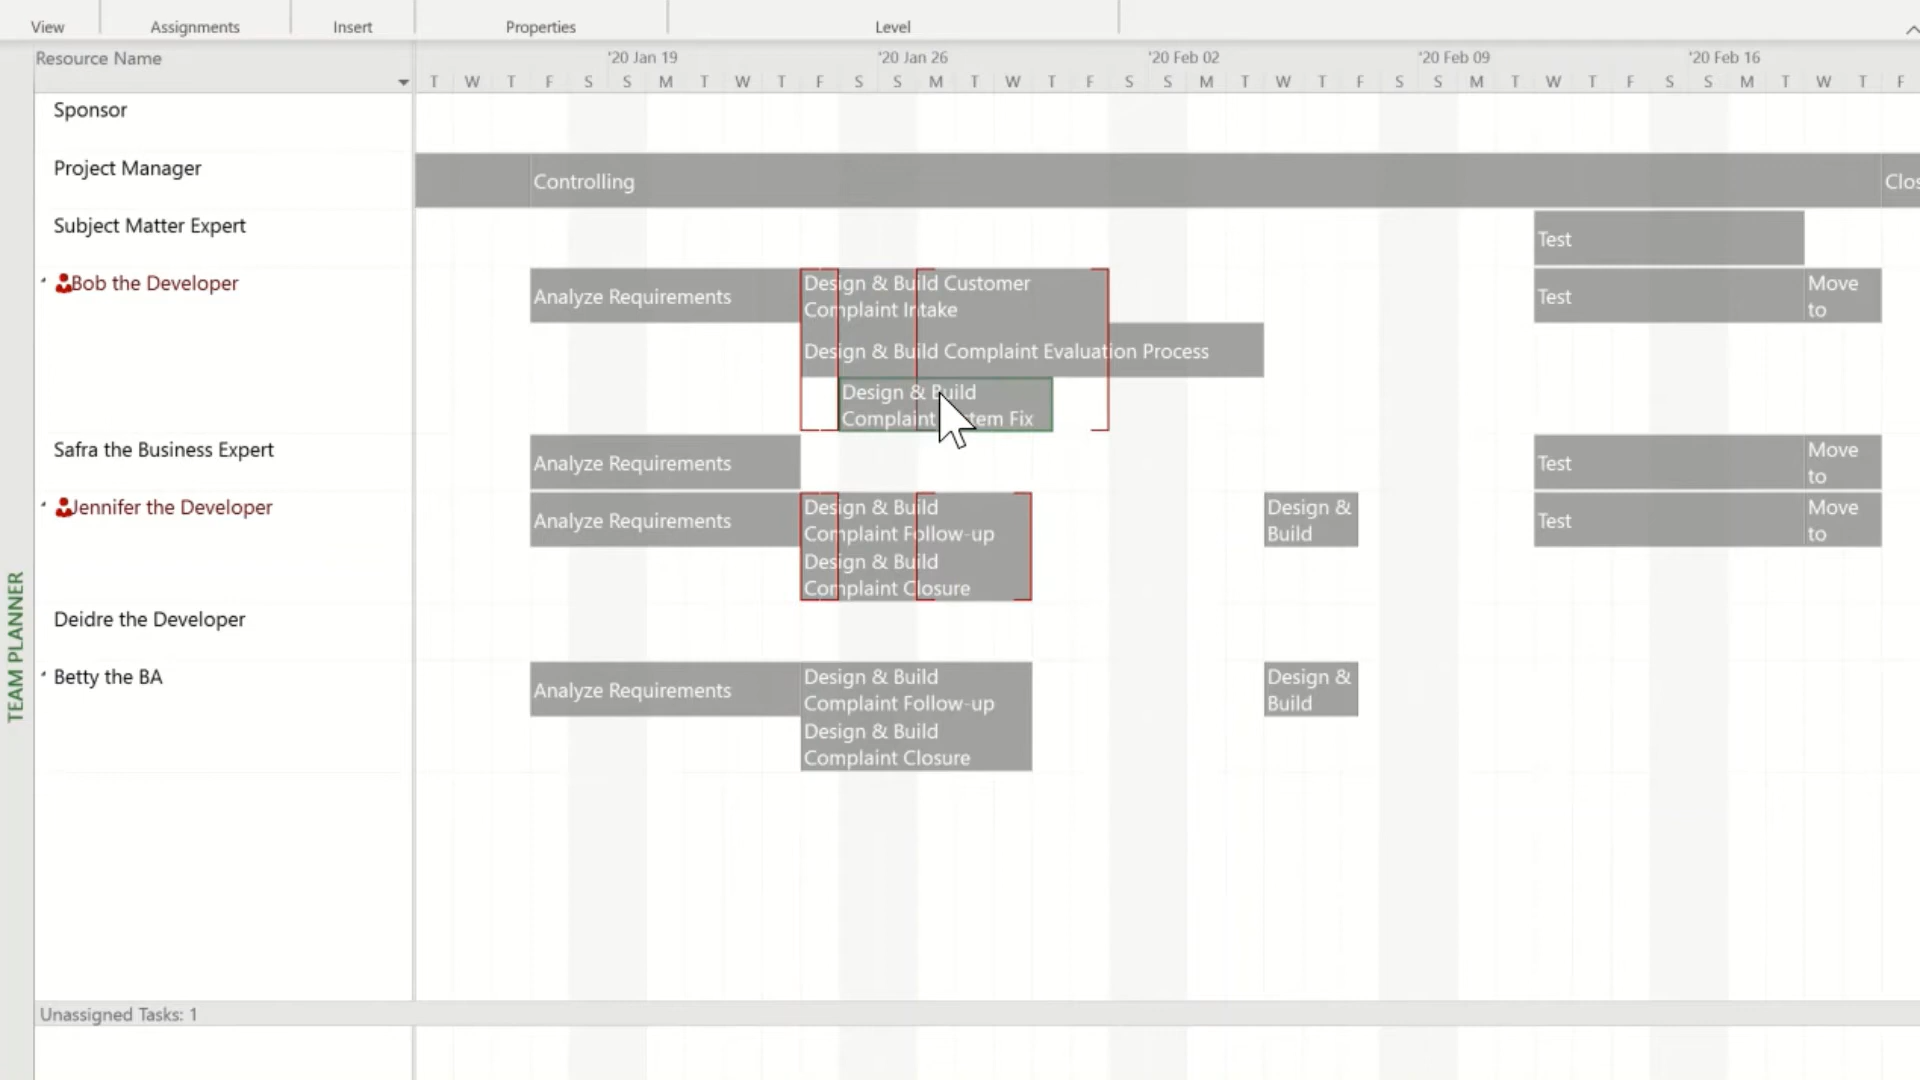 View Assignments Insert Properties Level
Resource Name
'20 Jan 19 '20 Jan 26 '20 Feb 02 '20 Feb 09 '20 Feb 16
T W T F S S M T W T F S S M T W T F S S M T W T F S S M T W T F S S M T W T F
Sponsor
Project Manager
Controlling
Subject Matter Expert
Test
Bob the Developer
Analyze Requirements
Design & Build Customer
Complaint Intake
Test
Move
to
Design & Build Complaint Evaluation Process
Design & Build
Complaint
Fix
Safra the Business Expert
Analyze Requirements
Test
Move
to
Jennifer the Developer
Analyze Requirements
Design & Build
Complaint Follow-up
Design &
Build
Test
Move
to
Design & Build
Complaint Closure
Deidre the Developer
Betty the BA
Analyze Requirements
Design & Build
Complaint Follow-up
Design &
Build
Design & Build
Complaint Closure
TEAM PLANNER
Unassigned Tasks: 1